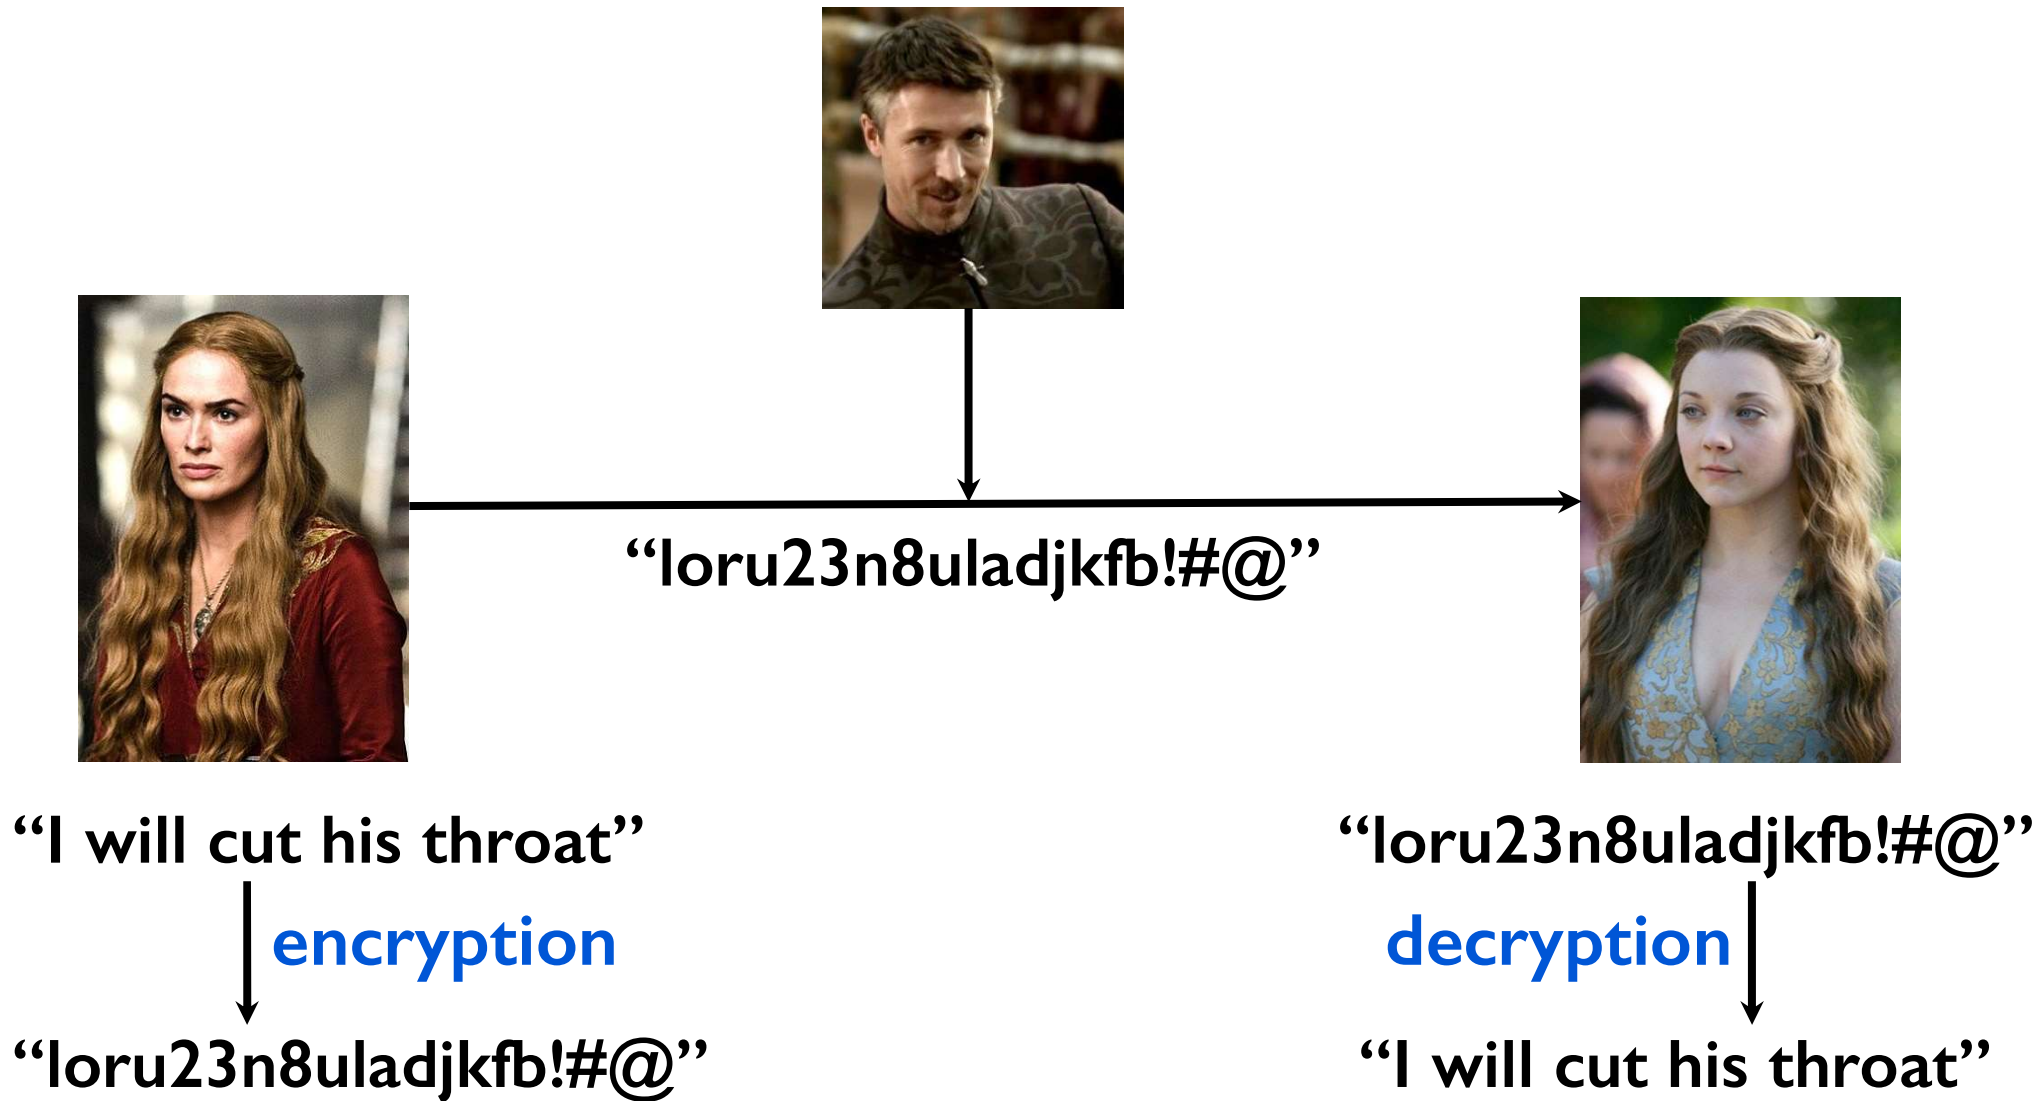 “loru23n8uladjkfb!#@”
“I will cut his throat”
“loru23n8uladjkfb!#@”
encryption
decryption
“loru23n8uladjkfb!#@”
“I will cut his throat”